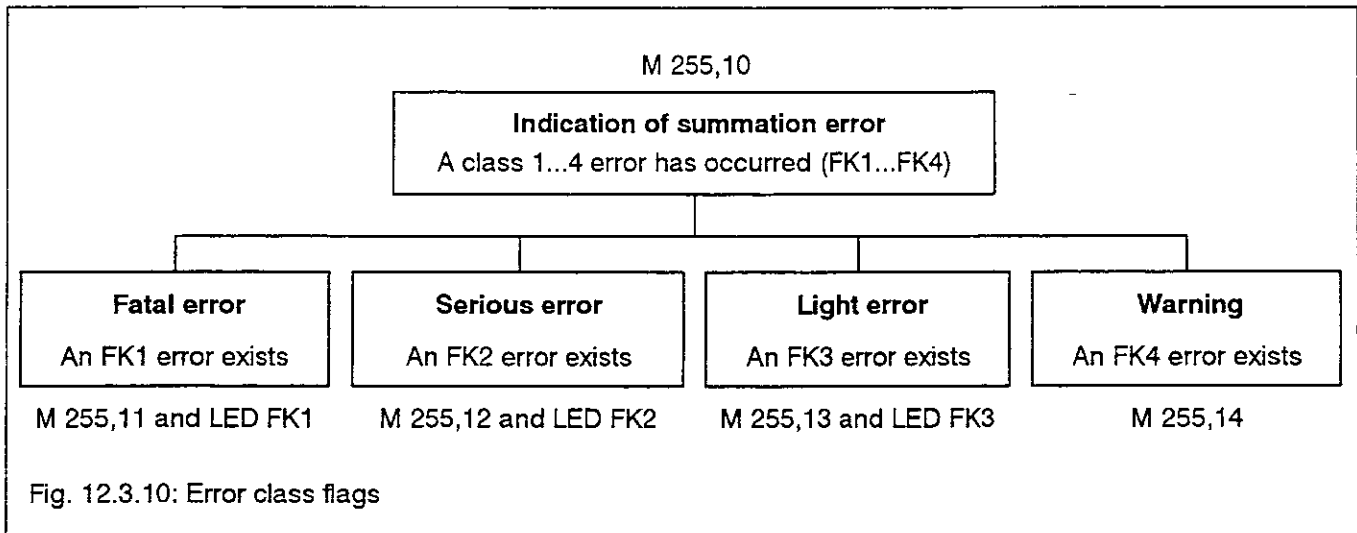 M 255,10
Indication of summation error
A class 1...4 error has occurred (FK1...FK4)
Fatal error
An FK1 error exists
Serious error
An FK2 error exists
Light error
An FK3 error exists
Warning
An FK4 error exists
M 255,11 and LED FK1
M 255,12 and LED FK2
M 255,13 and LED FK3
M 255,14
Fig. 12.3.10: Error class flags